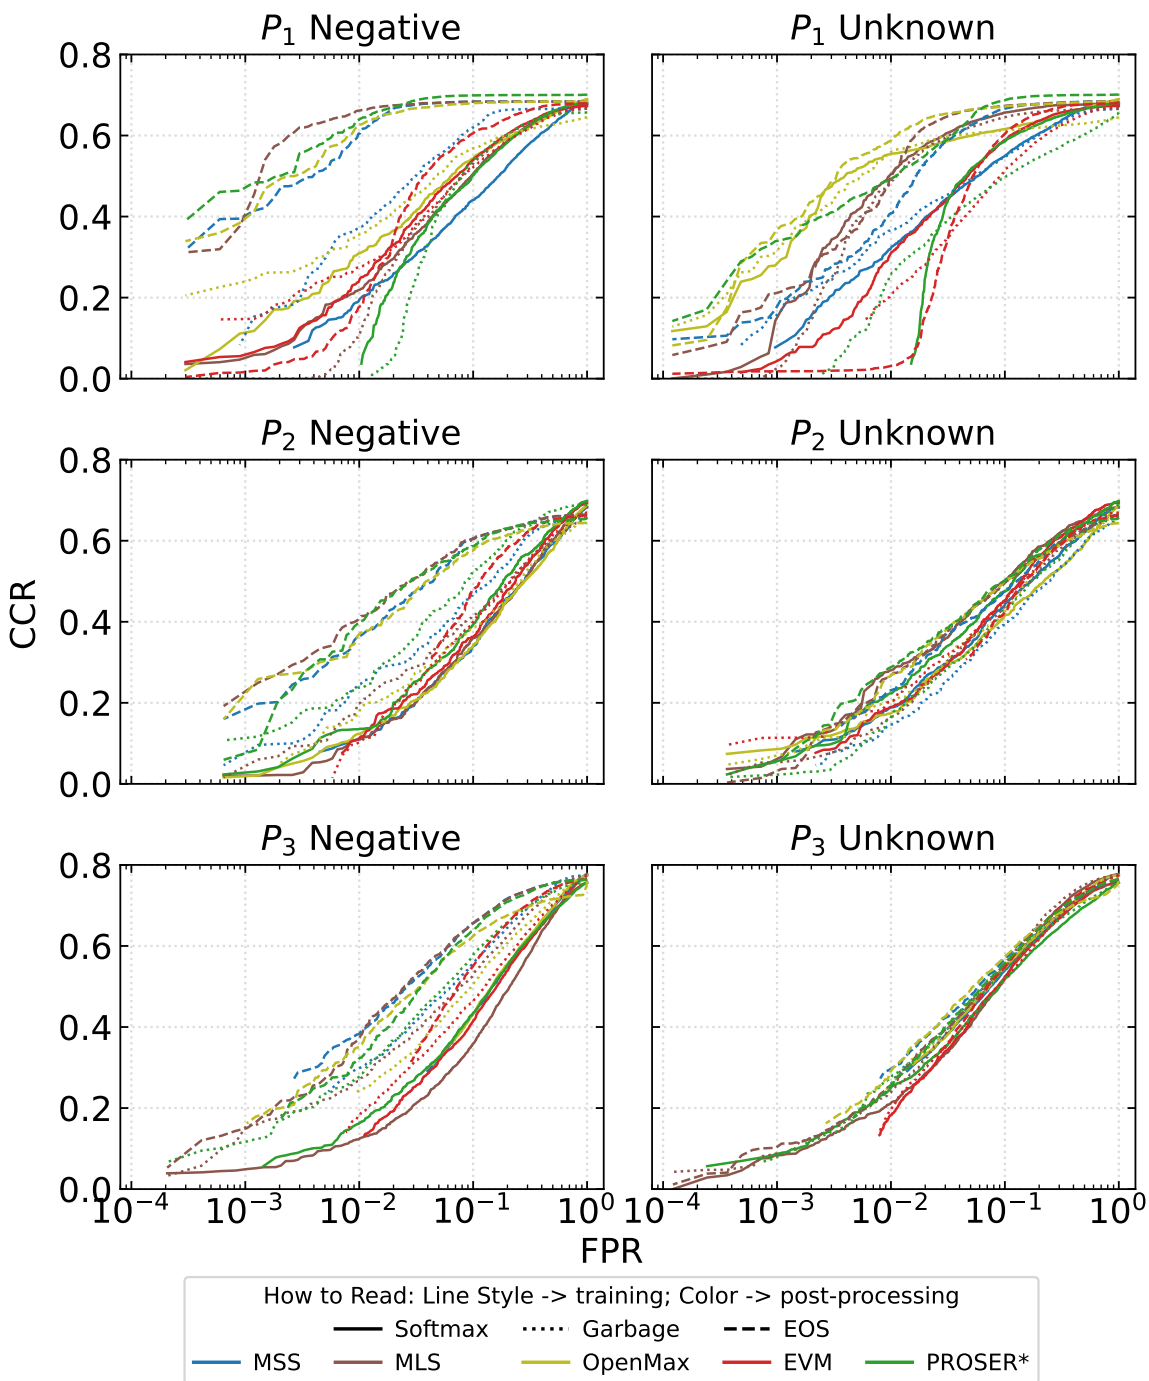 P1 Negative
P1 Unknown
0.8
0.6
0.4
0.2
0.0
P2 Negative
P2 Unknown
0.8
0.6
0.4
0.2
0.0
CCR
P3 Negative
P3 Unknown
0.8
0.6
0.4
0.2
0.0
10−4 10−3 10−2 10−1 100 10−4 10−3 10−2 10−1 100
FPR
How to Read: Line Style -> training; Color -> post-processing
Softmax Garbage EOS
MSS MLS OpenMax EVM PROSER*